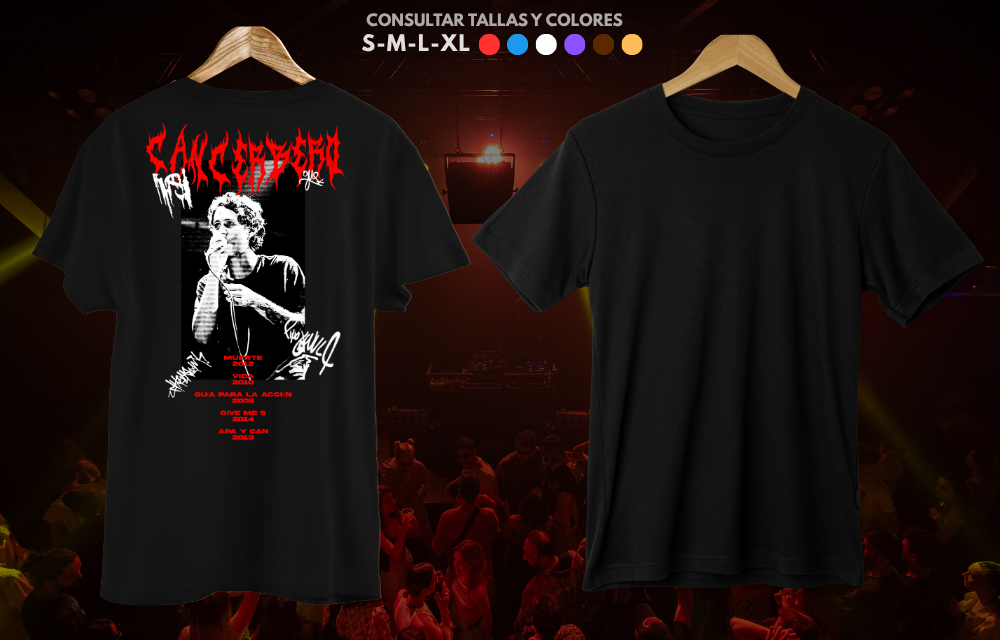 CONSULTAR TALLAS Y COLORES
S-M-L-XL
CANCERBERO
MUERTE
2012
VIDA
2010
GUIA PARA LA ACCION
2008
GIVE ME 5
2014
APA Y CAN
2013